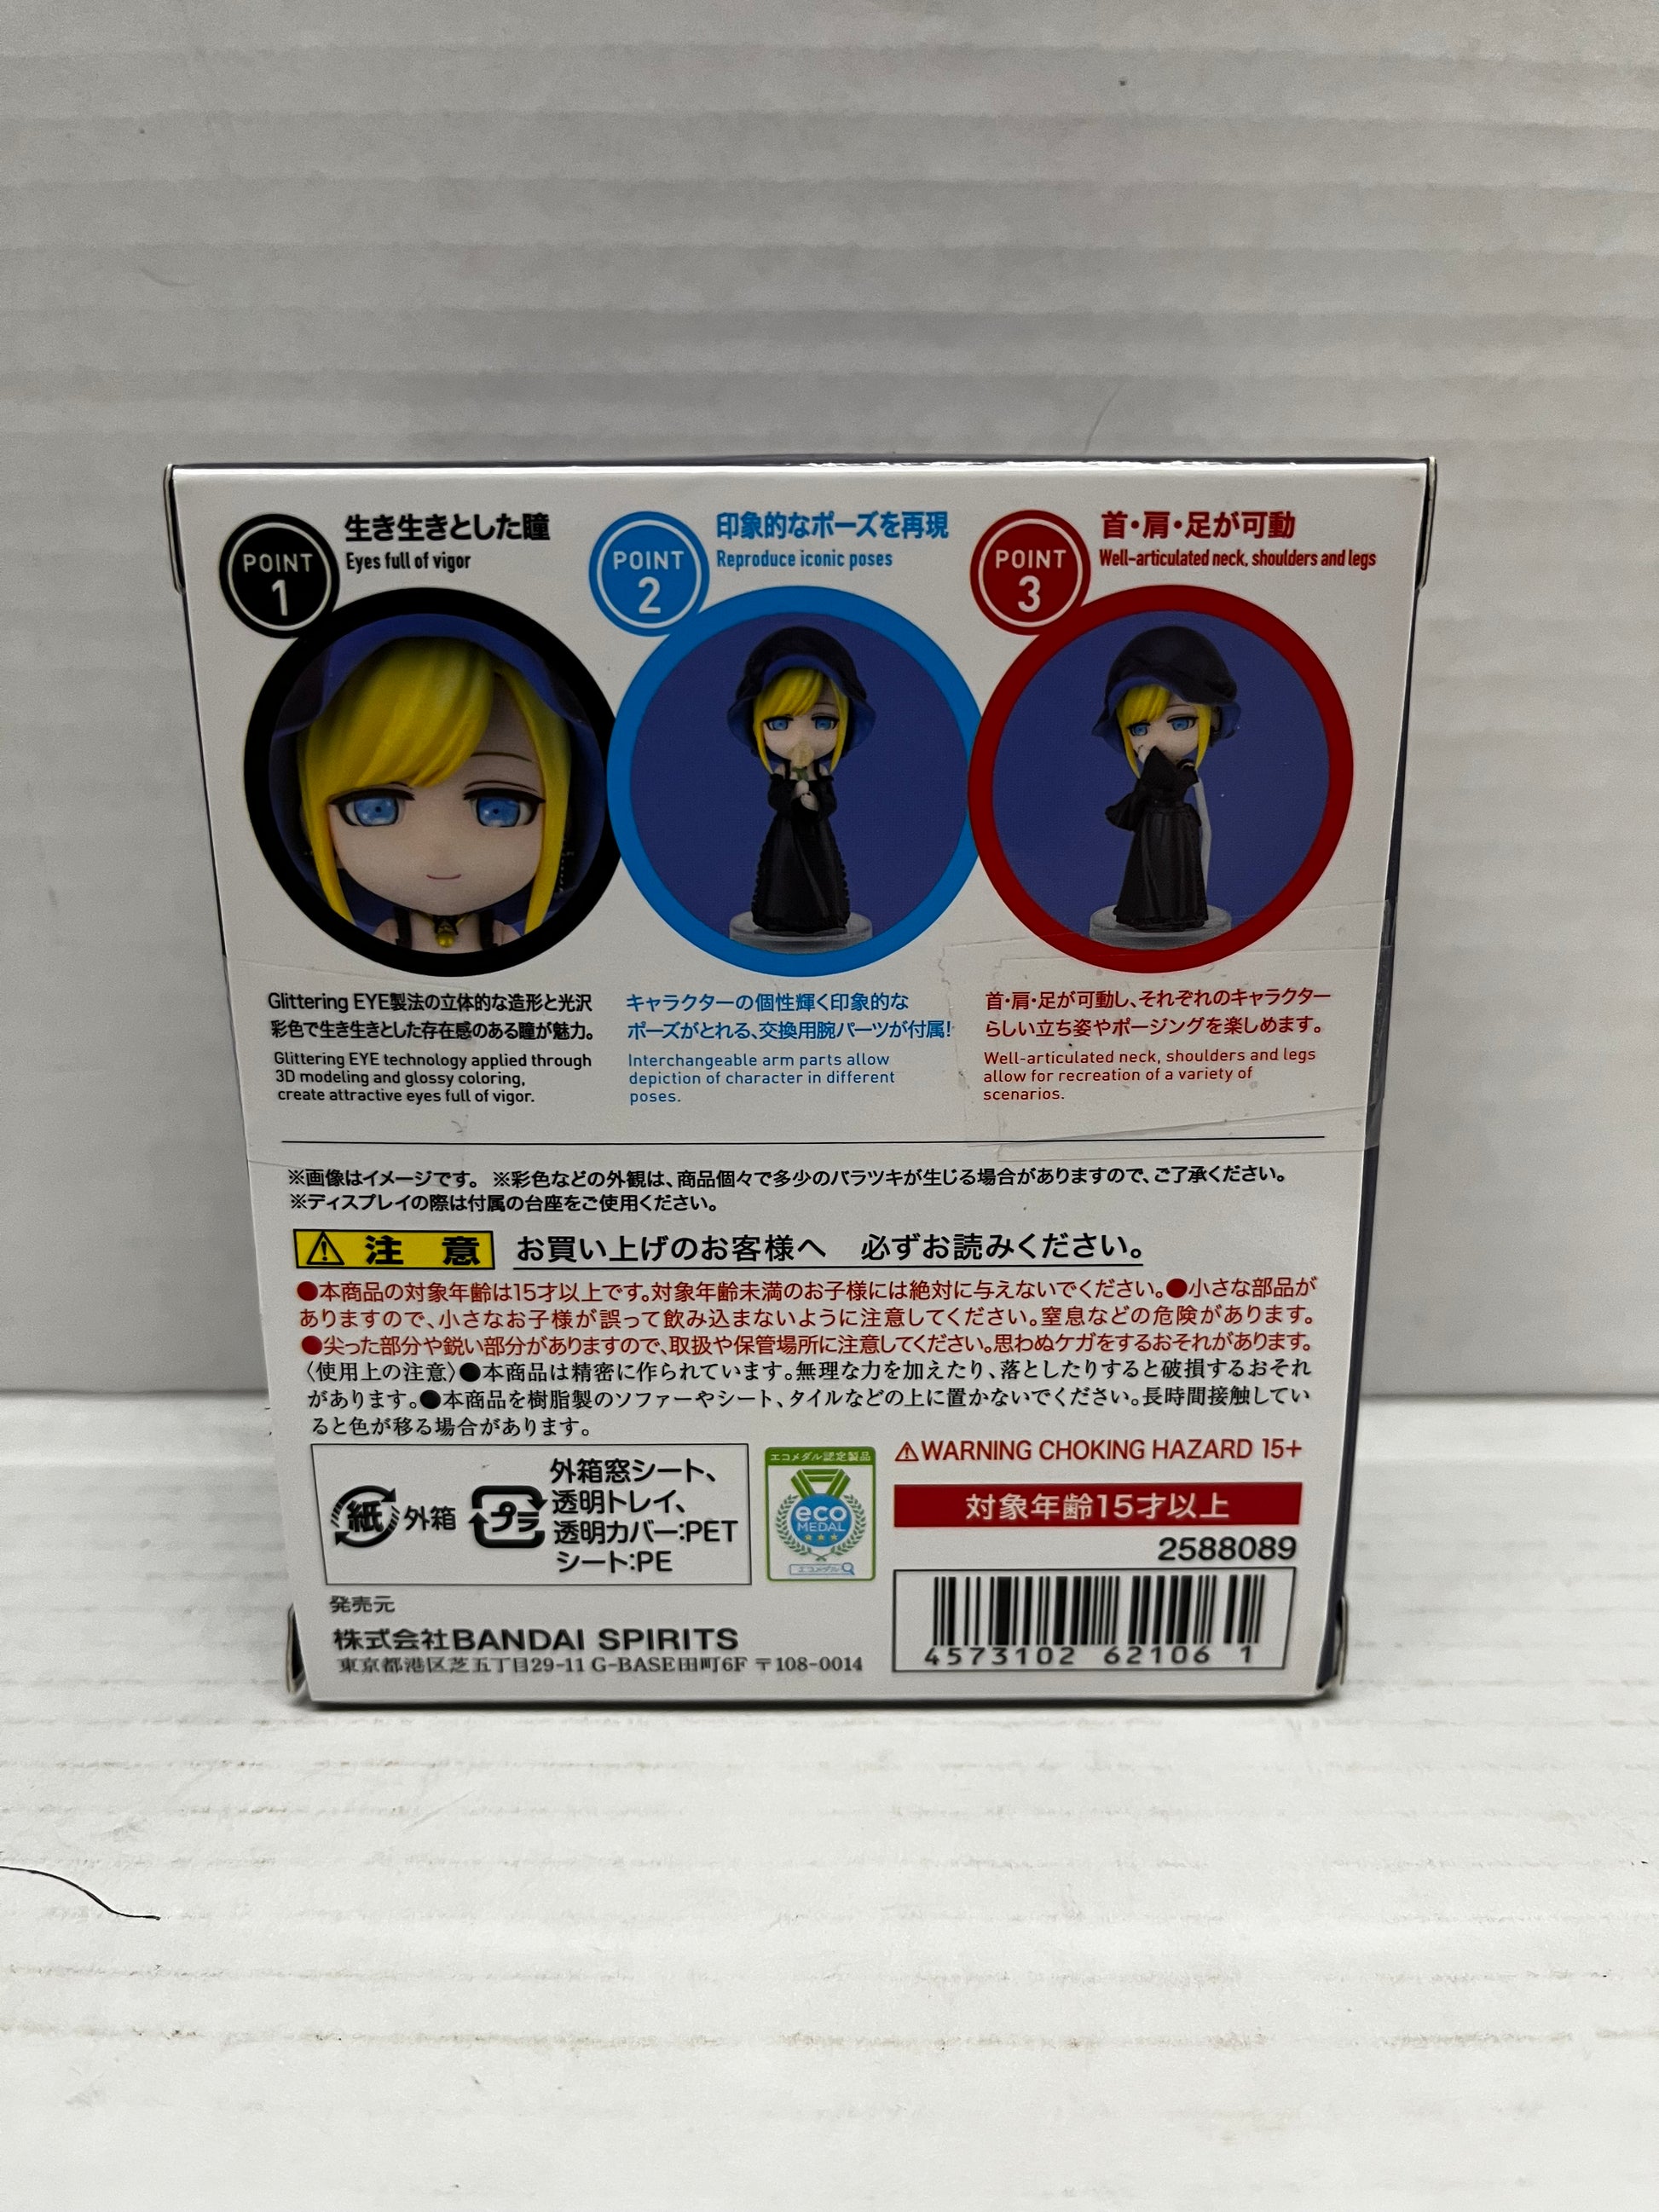 POINT
1
生き生きとした瞳
Eyes full of vigor
POINT
2
印象的なポーズを再現
Reproduce iconic poses
POINT
3
首・肩・足が可動
Well-articulated neck, shoulders and legs
Glittering EYE製法の立体的な造形と光沢
彩色で生き生きとした存在感のある瞳が魅力。
Glittering EYE technology applied through
3D modeling and glossy coloring,
create attractive eyes full of vigor.
キャラクターの個性輝く印象的な
ポーズがとれる、交換用腕パーツが付属!
Interchangeable arm parts allow
depiction of character in different
poses.
首・肩・足が可動し、それぞれのキャラクター
らしい立ち姿やポージングを楽しめます。
Well-articulated neck, shoulders and legs
allow for recreation of a variety of
scenarios.
※画像はイメージです。 ※彩色などの外観は、商品個々で多少のバラツキが生じる場合がありますので、ご了承ください。
※ディスプレイの際は付属の台座をご使用ください。
注 意 お買い上げのお客様へ 必ずお読みください。
●本商品の対象年齢は15才以上です。対象年齢未満のお子様には絶対に与えないでください。●小さな部品が
ありますので、小さなお子様が誤って飲み込まないように注意してください。窒息などの危険があります。
●尖った部分や鋭い部分がありますので、取扱や保管場所に注意してください。思わぬケガをするおそれがあります。
〈使用上の注意〉●本商品は精密に作られています。無理な力を加えたり、落としたりすると破損するおそれ
があります。●本商品を樹脂製のソファーやシート、タイルなどの上に置かないでください。長時間接触してい
ると色が移る場合があります。
紙 外箱
プラ
外箱窓シート、
透明トレイ、
透明カバー:PET
シート:PE
エコメダル認定製品
eco
MEDAL
エコメダル
⚠WARNING CHOKING HAZARD 15+
対象年齢15才以上
2588089
4573102 62106 1
発売元
株式会社BANDAI SPIRITS
東京都港区芝五丁目29-11 G-BASE田町6F 〒108-0014